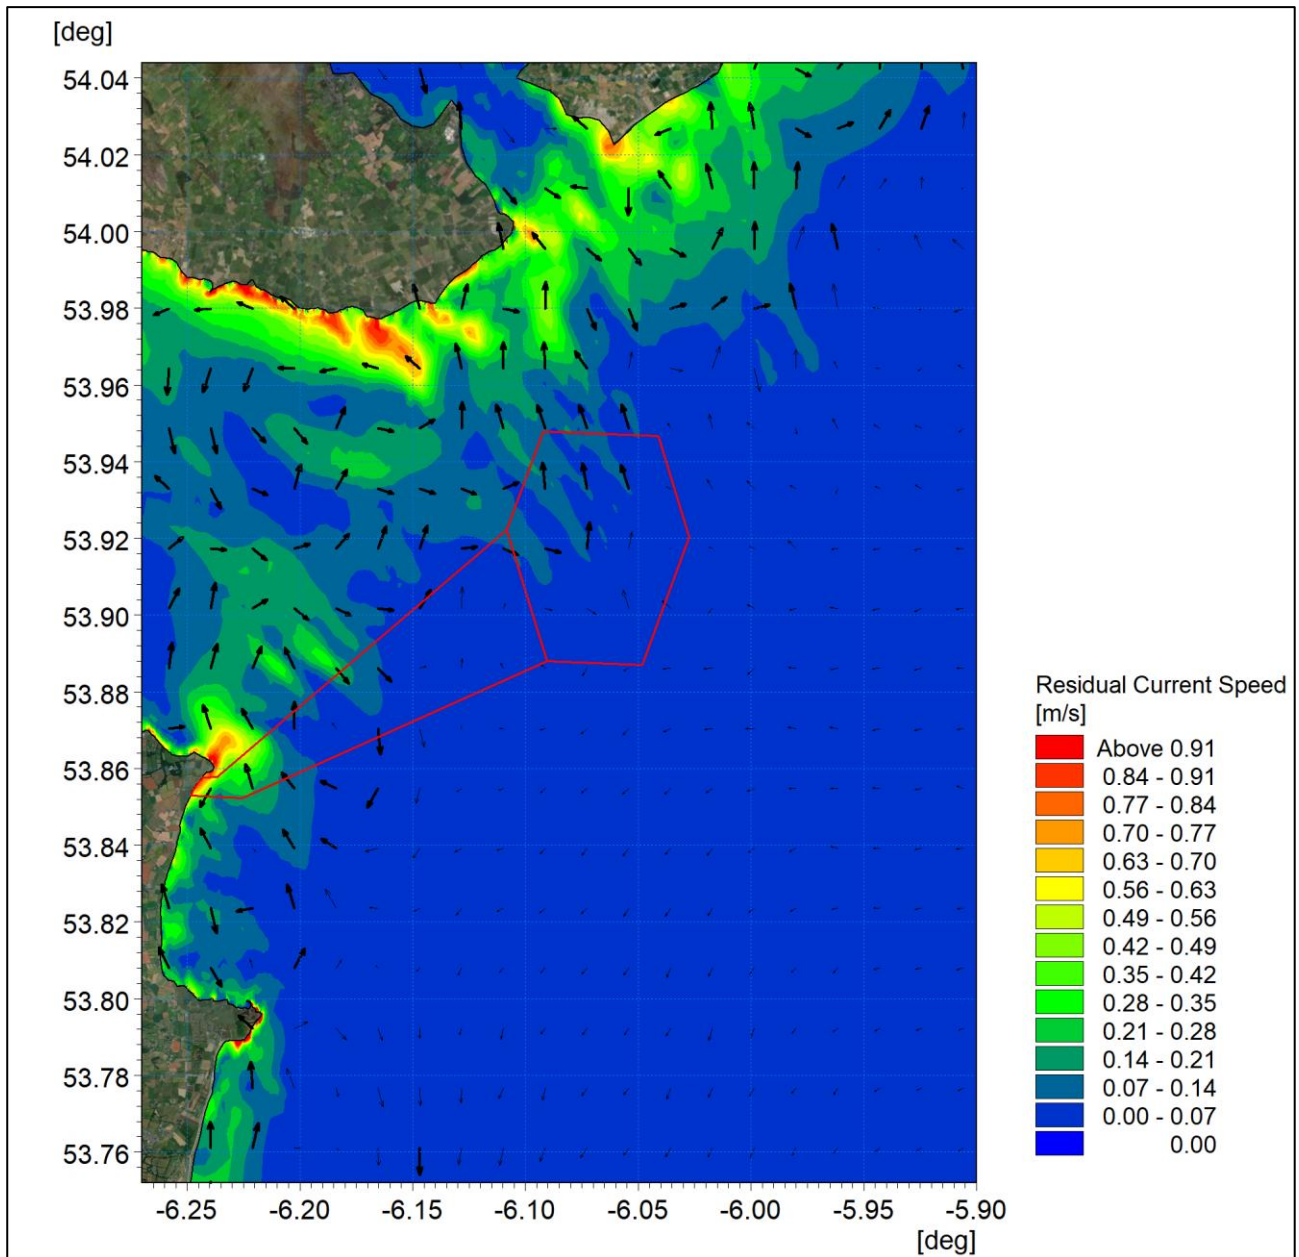 [deg]
54.04
54.02
54.00
53.98
53.96
53.94
53.92
53.90
53.88
53.86
53.84
53.82
53.80
53.78
53.76
-6.25 -6.20 -6.15 -6.10 -6.05 -6.00 -5.95 -5.90
[deg]
Residual Current Speed
[m/s]
Above 0.91
0.84 - 0.91
0.77 - 0.84
0.70 - 0.77
0.63 - 0.70
0.56 - 0.63
0.49 - 0.56
0.42 - 0.49
0.35 - 0.42
0.28 - 0.35
0.21 - 0.28
0.14 - 0.21
0.07 - 0.14
0.00 - 0.07
0.00